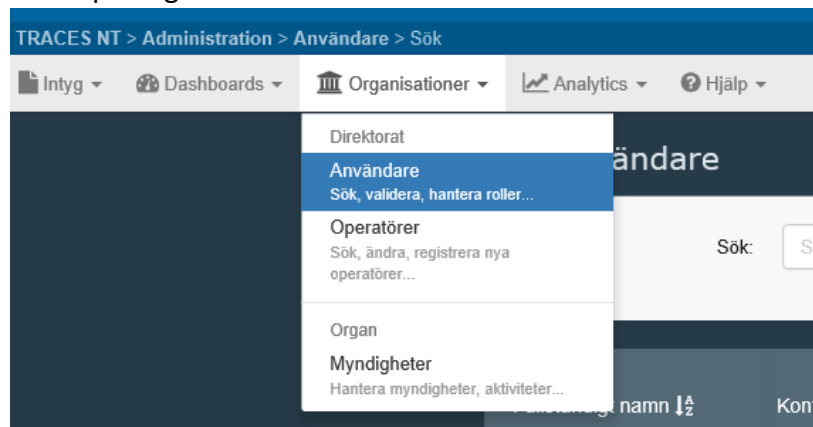 TRACES NT > Administration > Användare > Sök
Intyg Dashboards Organisationer Analytics Hjälp
Direktorat
Användare
Sök, validera, hantera roller...
Operatörer
Sök, ändra, registrera nya
operatörer...
Organ
Myndigheter
Hantera myndigheter, aktiviteter...
ändare
Sök:
namn